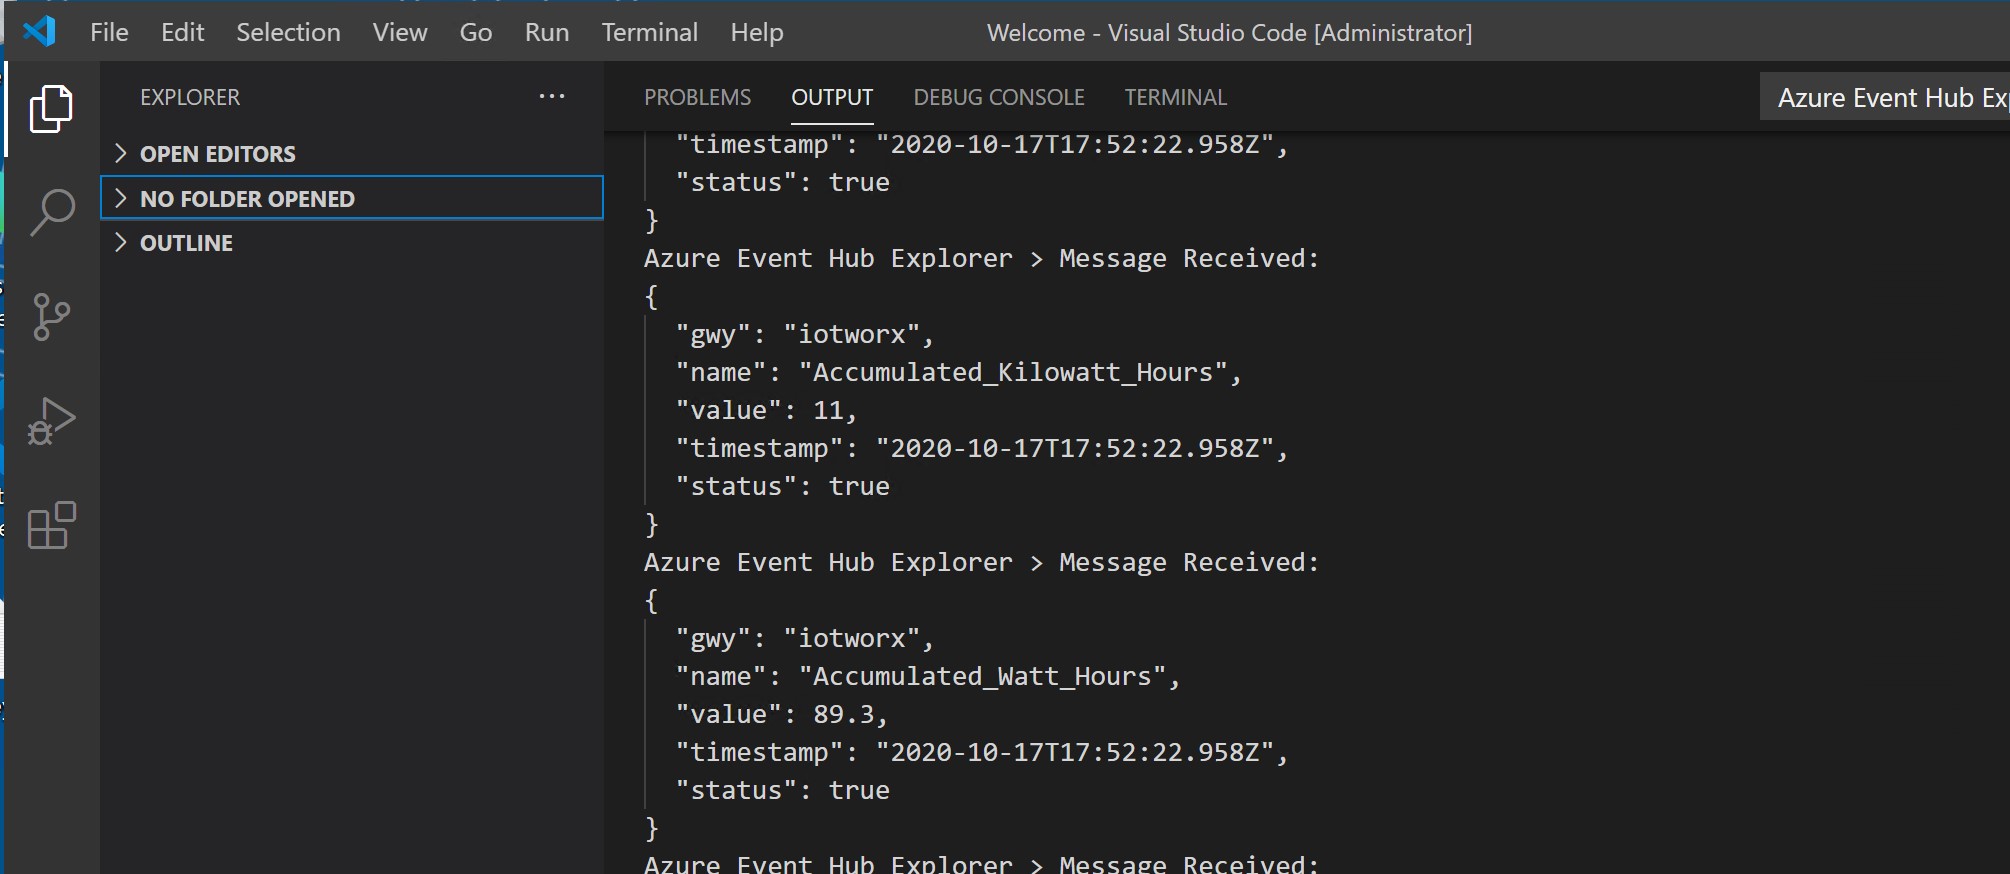 File Edit Selection View Go Run Terminal Help Welcome - Visual Studio Code [Administrator]
EXPLORER ...
OPEN EDITORS
NO FOLDER OPENED
OUTLINE
PROBLEMS OUTPUT DEBUG CONSOLE TERMINAL Azure Event Hub Exp
"timestamp": "2020-10-17T17:52:22.958Z",
"status": true
}
Azure Event Hub Explorer > Message Received:
{
"gwy": "iotworx",
"name": "Accumulated_Kilowatt_Hours",
"value": 11,
"timestamp": "2020-10-17T17:52:22.958Z",
"status": true
}
Azure Event Hub Explorer > Message Received:
{
"gwy": "iotworx",
"name": "Accumulated_Watt_Hours",
"value": 89.3,
"timestamp": "2020-10-17T17:52:22.958Z",
"status": true
}
Azure Event Hub Explorer > Message Received: